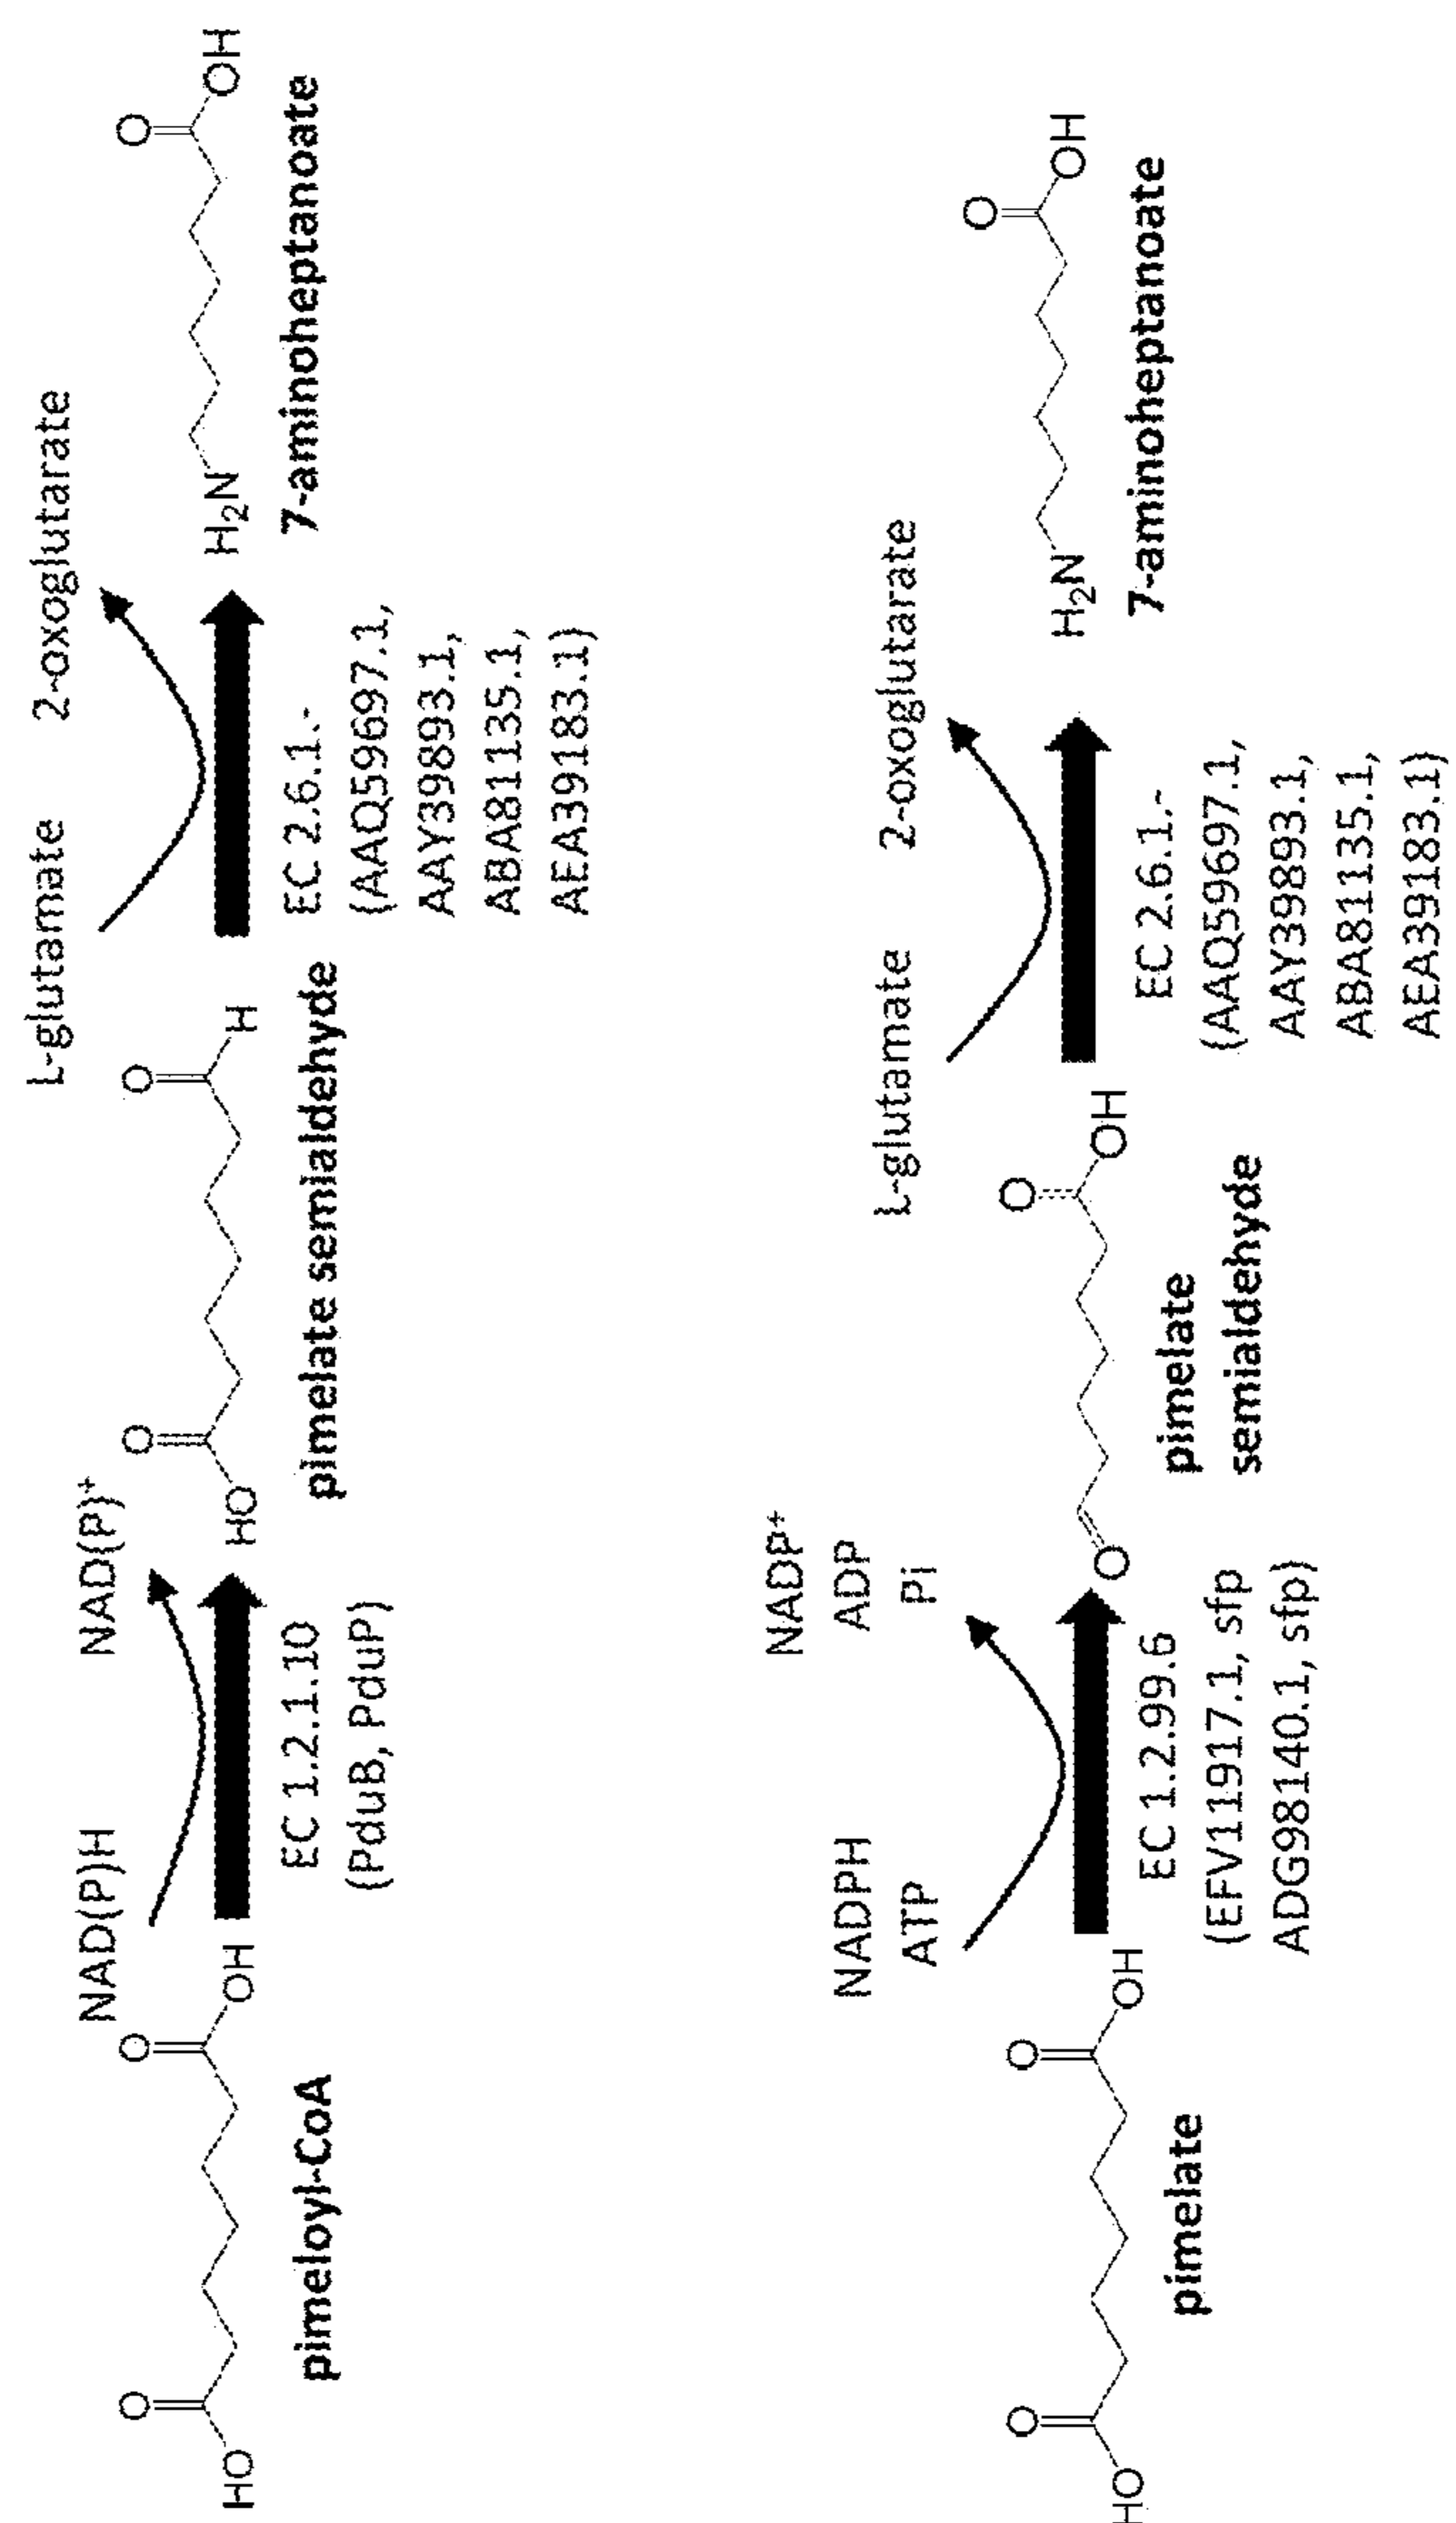 NAD(P)H NAD(P)+ L-glutamate 2-oxoglutarate
HO O O OH HO O O H H2N O OH
pimeloyl-CoA EC 1.2.1.10 pimelate semialdehyde EC 2.6.1.- 7-aminoheptanoate
(PduB, PduP) (AAQ59697.1,
AAY39893.1,
ABA81135.1,
AEA39183.1)
NADP+
NADPH ADP L-glutamate 2-oxoglutarate
ATP Pi
HO O O OH O O OH H2N O OH
pimelate EC 1.2.99.6 pimelate EC 2.6.1.- 7-aminoheptanoate
(EFV11917.1, sfp semialdehyde (AAQ59697.1,
ADG98140.1, sfp) AAY39893.1,
ABA81135.1,
AEA39183.1)